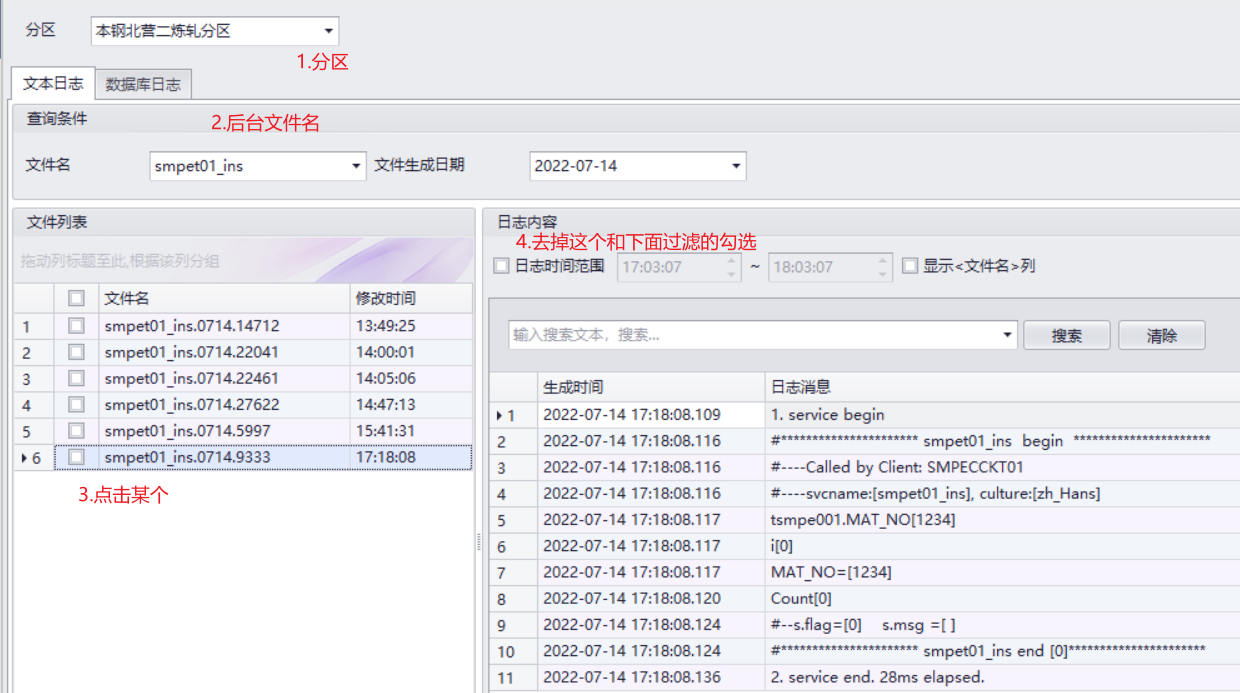 分区 本钢北营二炼轧分区
1.分区
文本日志 数据库日志
查询条件
2.后台文件名
文件名 smpet01_ins 文件生成日期 2022-07-14
文件列表
拖动列标题至此,根据该列分组
文件名 修改时间
1 smpet01_ins.0714.14712 13:49:25
2 smpet01_ins.0714.22041 14:00:01
3 smpet01_ins.0714.22461 14:05:06
4 smpet01_ins.0714.27622 14:47:13
5 smpet01_ins.0714.5997 15:41:31
6 smpet01_ins.0714.9333 17:18:08
3.点击某个
日志内容
4.去掉这个和下面过滤的勾选
日志时间范围 17:03:07 ~ 18:03:07 显示<文件名>列
输入搜索文本，搜索... 搜索 清除
生成时间 日志消息
1 2022-07-14 17:18:08.109 1. service begin
2 2022-07-14 17:18:08.116 #********************** smpet01_ins  begin  **********************
3 2022-07-14 17:18:08.116 #----Called by Client: SMPECCKT01
4 2022-07-14 17:18:08.116 #----svcname:[smpet01_ins], culture:[zh_Hans]
5 2022-07-14 17:18:08.117 tsmpe001.MAT_NO[1234]
6 2022-07-14 17:18:08.117 i[0]
7 2022-07-14 17:18:08.117 MAT_NO=[1234]
8 2022-07-14 17:18:08.120 Count[0]
9 2022-07-14 17:18:08.124 #--s.flag=[0]    s.msg =[ ]
10 2022-07-14 17:18:08.124 #********************** smpet01_ins end [0]**********************
11 2022-07-14 17:18:08.136 2. service end. 28ms elapsed.